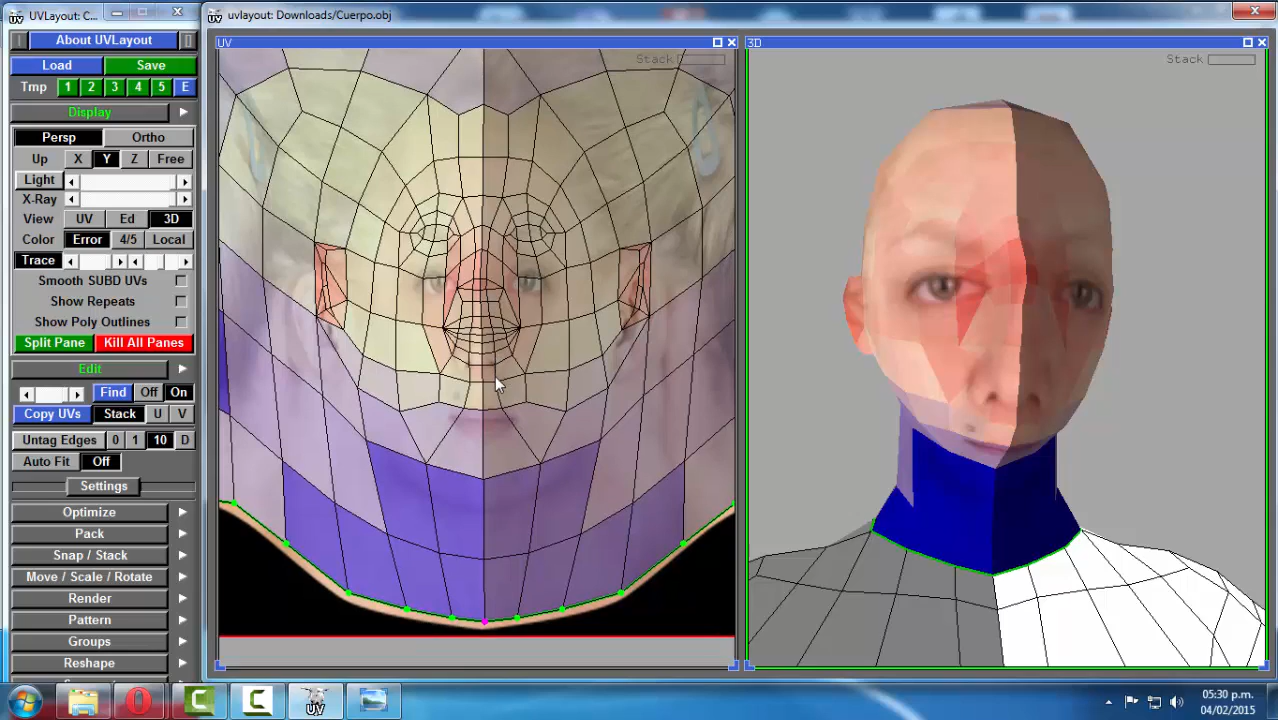 UVLayout: C...
uvlayout: Downloads/Cuerpo.obj
About UVLayout
Load Save
Tmp 1 2 3 4 5 E
Display
Persp Ortho
Up X Y Z Free
Light
X-Ray
View UV Ed 3D
Color Error 4/5 Local
Trace
Smooth SUBD UVs
Show Repeats
Show Poly Outlines
Split Pane Kill All Panes
Edit
Find Off On
Copy UVs Stack U V
Untag Edges 0 1 10 D
Auto Fit Off
Settings
Optimize
Pack
Snap / Stack
Move / Scale / Rotate
Render
Pattern
Groups
Reshape
UV
Stack
3D
Stack
UV
05:30 p.m.
04/02/2015